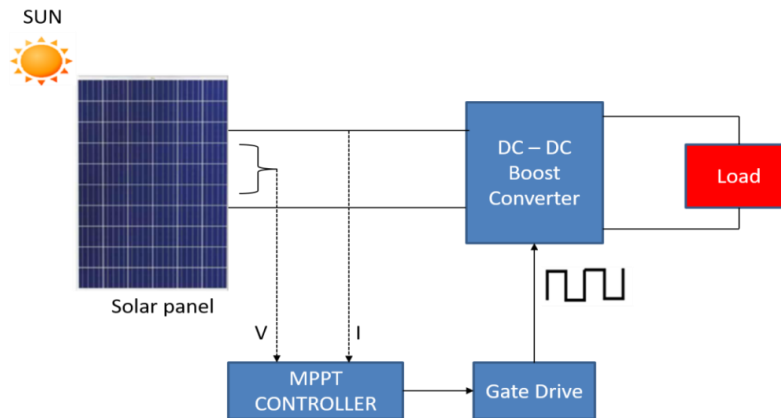 SUN
DC – DC
Boost
Converter
Load
Solar panel
V
I
MPPT
CONTROLLER
Gate Drive